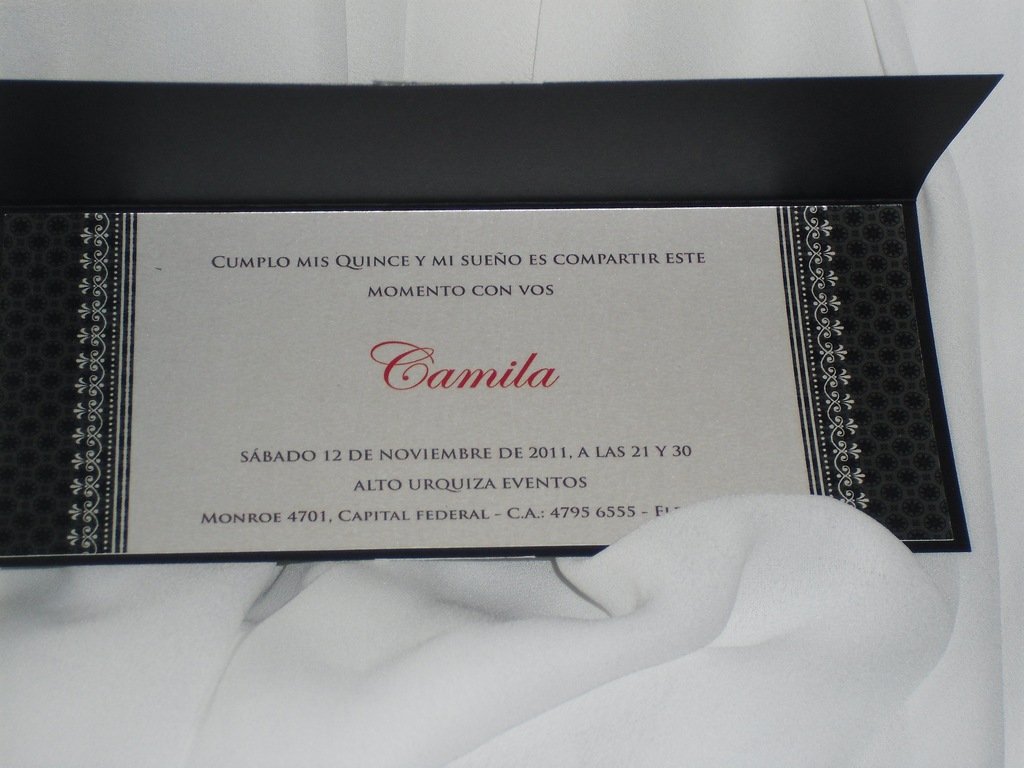 Cumplo mis Quince y mi sueño es compartir este
momento con vos
Camila
sábado 12 de noviembre de 2011, a las 21 y 30
alto urquiza eventos
Monroe 4701, Capital federal - C.A.: 4795 6555 -